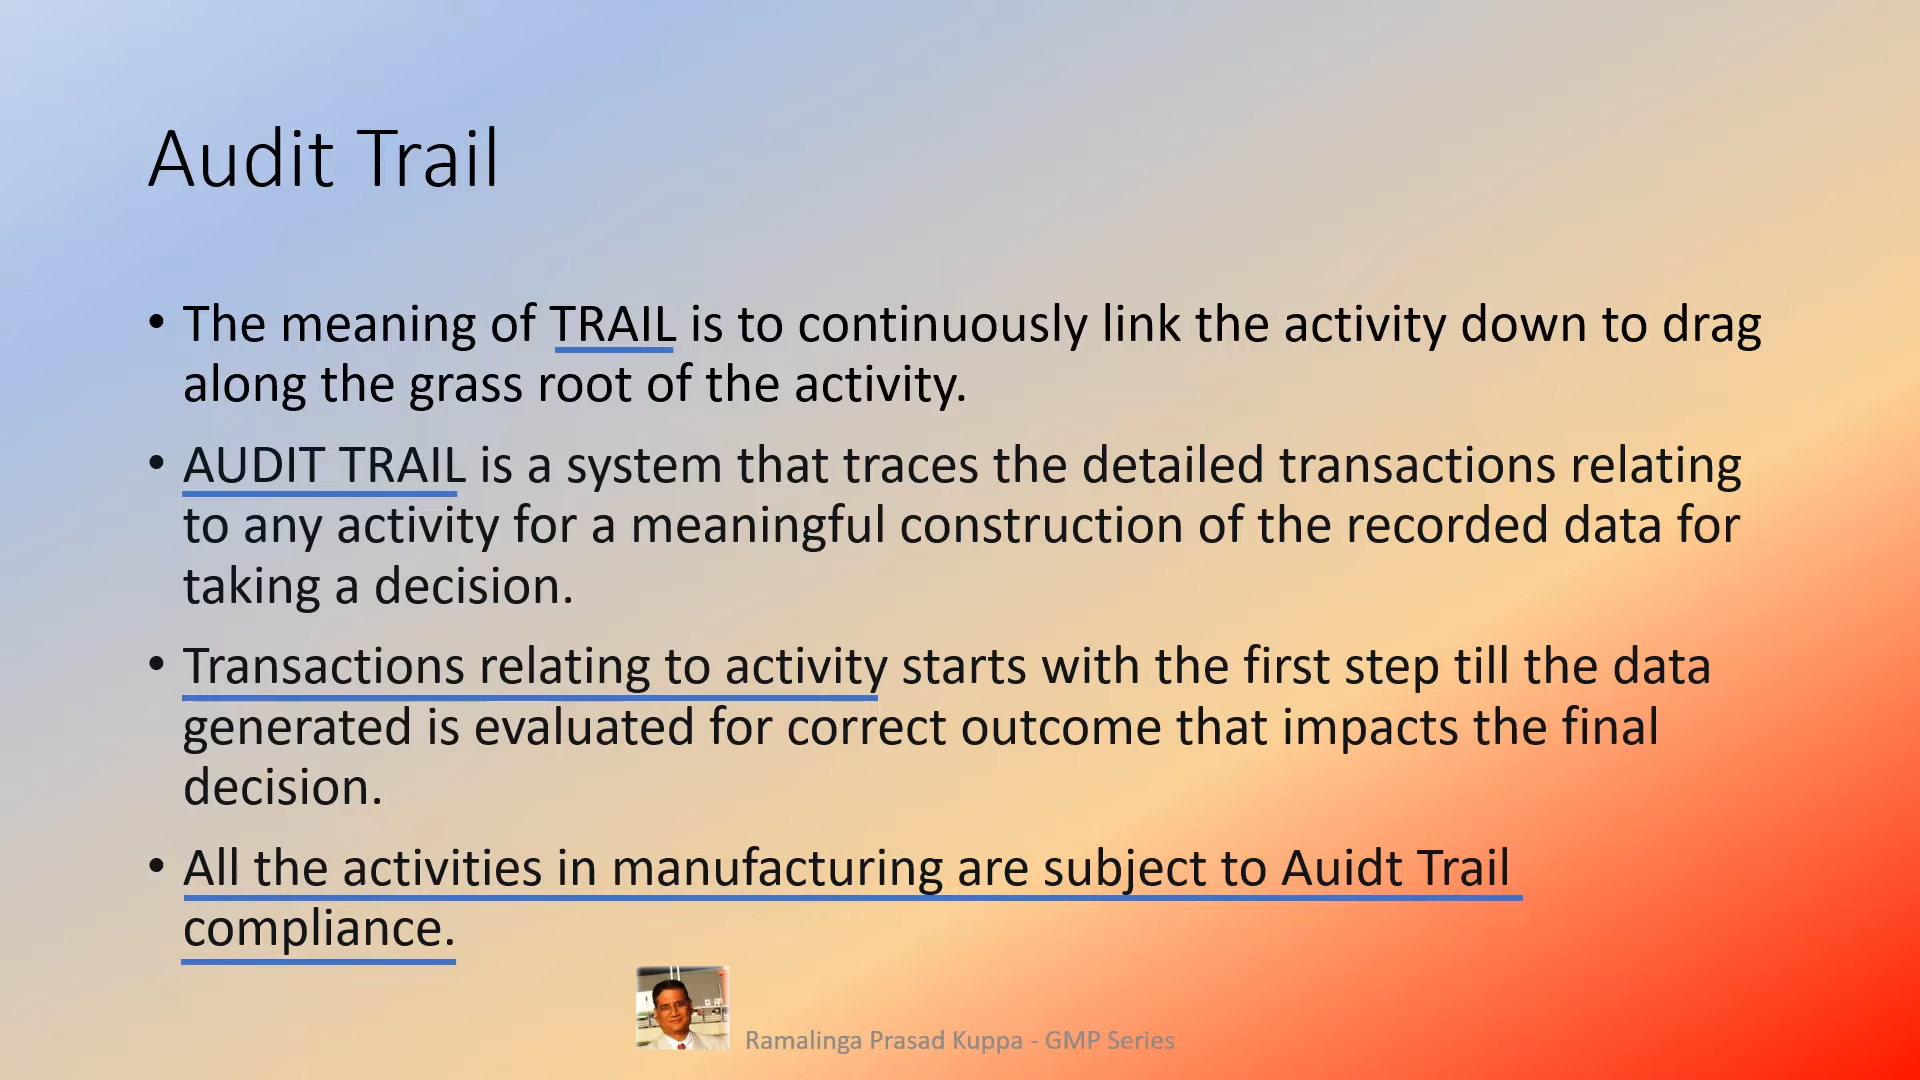 Audit Trail
• The meaning of TRAIL is to continuously link the activity down to drag
along the grass root of the activity.
• AUDIT TRAIL is a system that traces the detailed transactions relating
to any activity for a meaningful construction of the recorded data for
taking a decision.
• Transactions relating to activity starts with the first step till the data
generated is evaluated for correct outcome that impacts the final
decision.
• All the activities in manufacturing are subject to Auidt Trail
compliance.
Ramalinga Prasad Kuppa - GMP Series